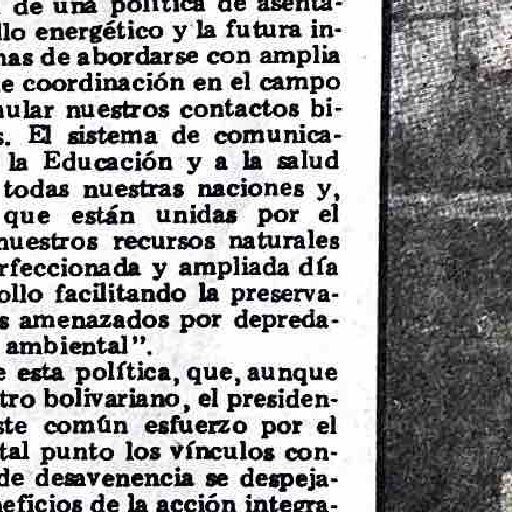 de una política de asenta-
llo energético y la futura in-
nas de abordarse con amplia
e coordinación en el campo
nular nuestros contactos bi-
s. El sistema de comunica-
la Educación y a la salud
todas nuestras naciones y,
que están unidas por el
nuestros recursos naturales
rfeccionada y ampliada día
ollo facilitando la preserva-
s amenazados por depreda-
ambiental".
e esta política, que, aunque
tro bolivariano, el presiden-
ste común esfuerzo por el
tal punto los vínculos con-
de desavenencia se despeja-
neficios de la acción integra-